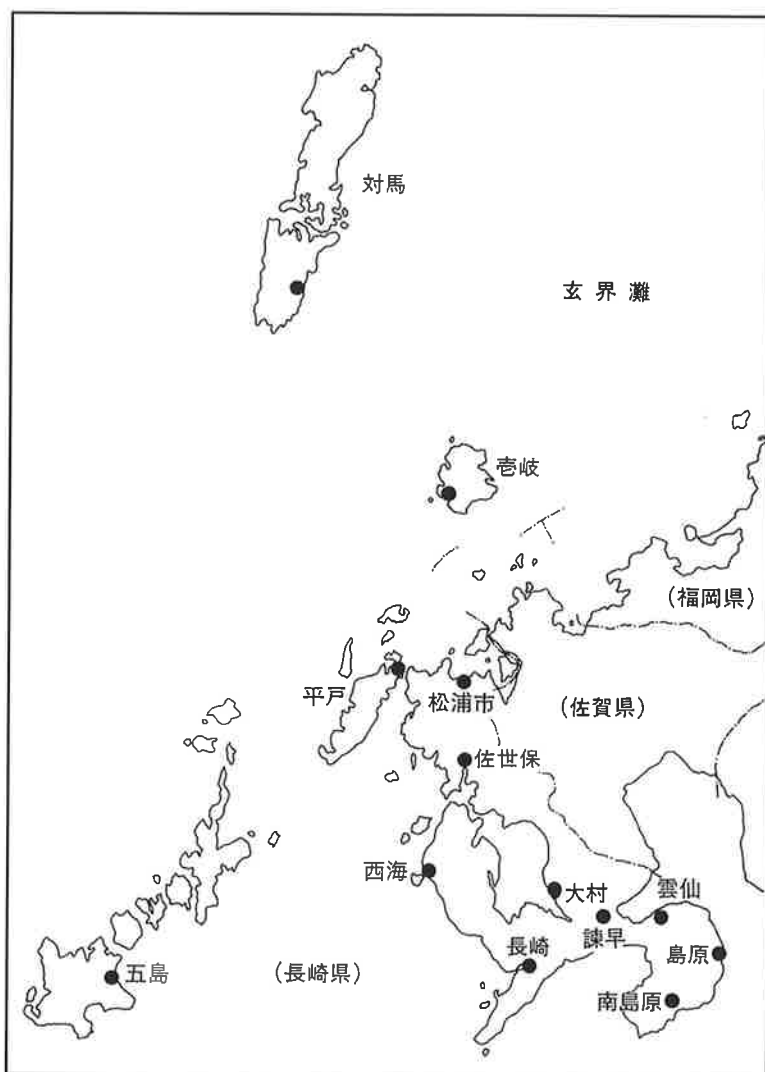 対馬
玄界灘
壱岐
(福岡県)
平戸
松浦市
(佐賀県)
佐世保
西海
大村
雲仙
諫早
長崎
島原
五島
(長崎県)
南島原